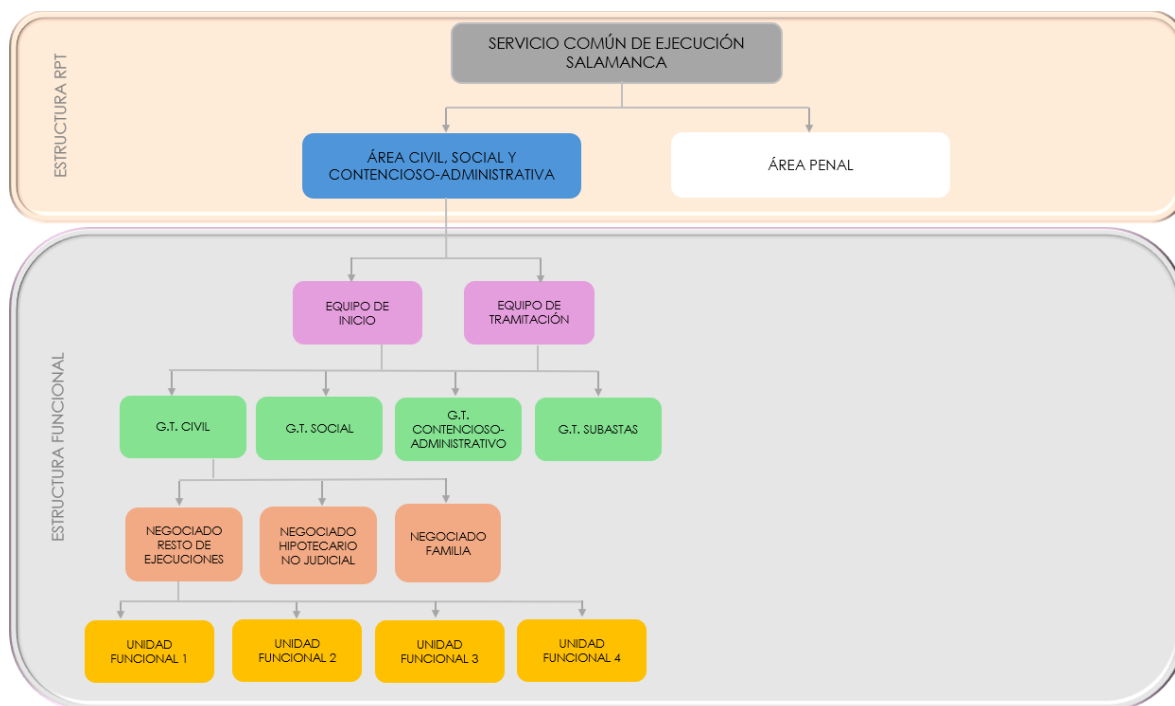 ESTRUCTURA RPT
SERVICIO COMÚN DE EJECUCIÓN
SALAMANCA
ÁREA CIVIL, SOCIAL Y
CONTENCIOSO-ADMINISTRATIVA
ÁREA PENAL
ESTRUCTURA FUNCIONAL
EQUIPO DE
INICIO
EQUIPO DE
TRAMITACIÓN
G.T. CIVIL
G.T. SOCIAL
G.T.
CONTENCIOSO-
ADMINISTRATIVO
G.T. SUBASTAS
NEGOCIADO
RESTO DE
EJECUCIONES
NEGOCIADO
HIPOTECARIO
NO JUDICIAL
NEGOCIADO
FAMILIA
UNIDAD
FUNCIONAL 1
UNIDAD
FUNCIONAL 2
UNIDAD
FUNCIONAL 3
UNIDAD
FUNCIONAL 4